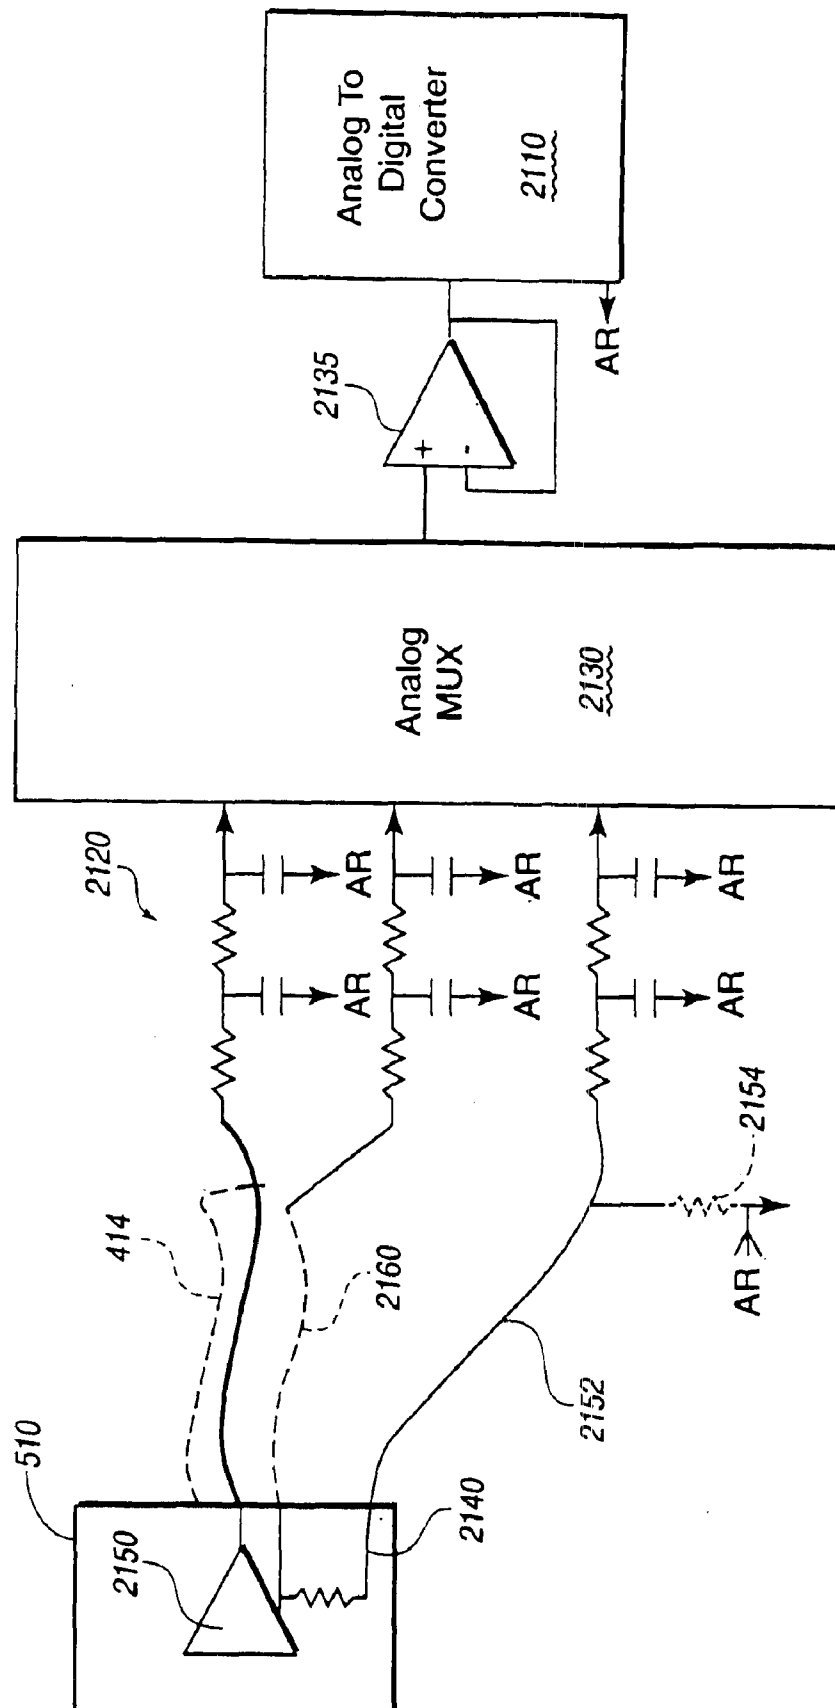 510
2150
2140
414
2160
2152
2154
AR
2120
AR
AR
AR
AR
AR
AR
Analog
MUX
2130
2135
+
-
AR
Analog To
Digital
Converter
2110